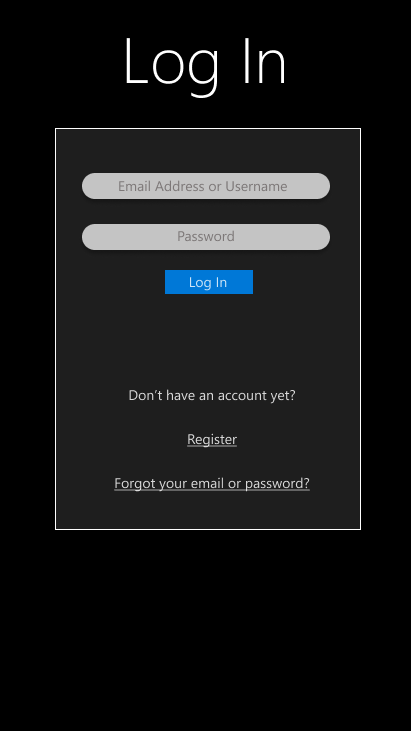 Log In
Email Address or Username
Password
Log In
Don't have an account yet?
Register
Forgot your email or password?